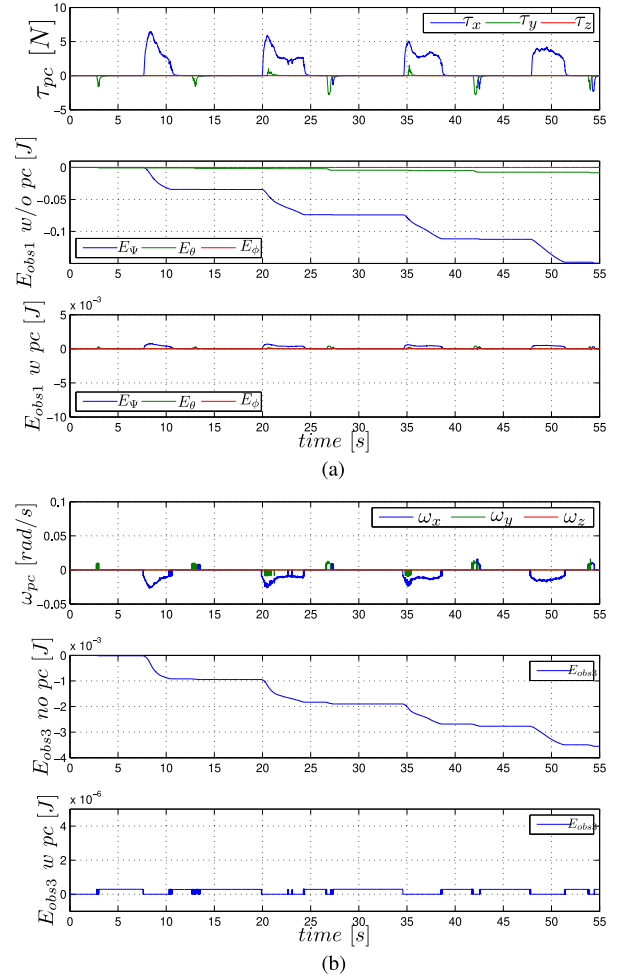 τ_pc [N]
10
5
0
−5
τ_x τ_y τ_z
0 5 10 15 20 25 30 35 40 45 50 55
E_obs1 w/o pc [J]
0
−0.05
−0.1
E_Ψ E_θ E_ϕ
0 5 10 15 20 25 30 35 40 45 50 55
x 10^−3
E_obs1 w pc [J]
5
0
−5
−10
E_Ψ E_θ E_ϕ
0 5 10 15 20 25 30 35 40 45 50 55
time [s]
(a)
ω_pc [rad/s]
0.1
0.05
0
−0.05
ω_x ω_y ω_z
0 5 10 15 20 25 30 35 40 45 50 55
x 10^−3
E_obs3 no pc [J]
0
−1
−2
−3
−4
E_obs3
0 5 10 15 20 25 30 35 40 45 50 55
x 10^−6
E_obs3 w pc [J]
4
2
0
E_obs3
0 5 10 15 20 25 30 35 40 45 50 55
time [s]
(b)